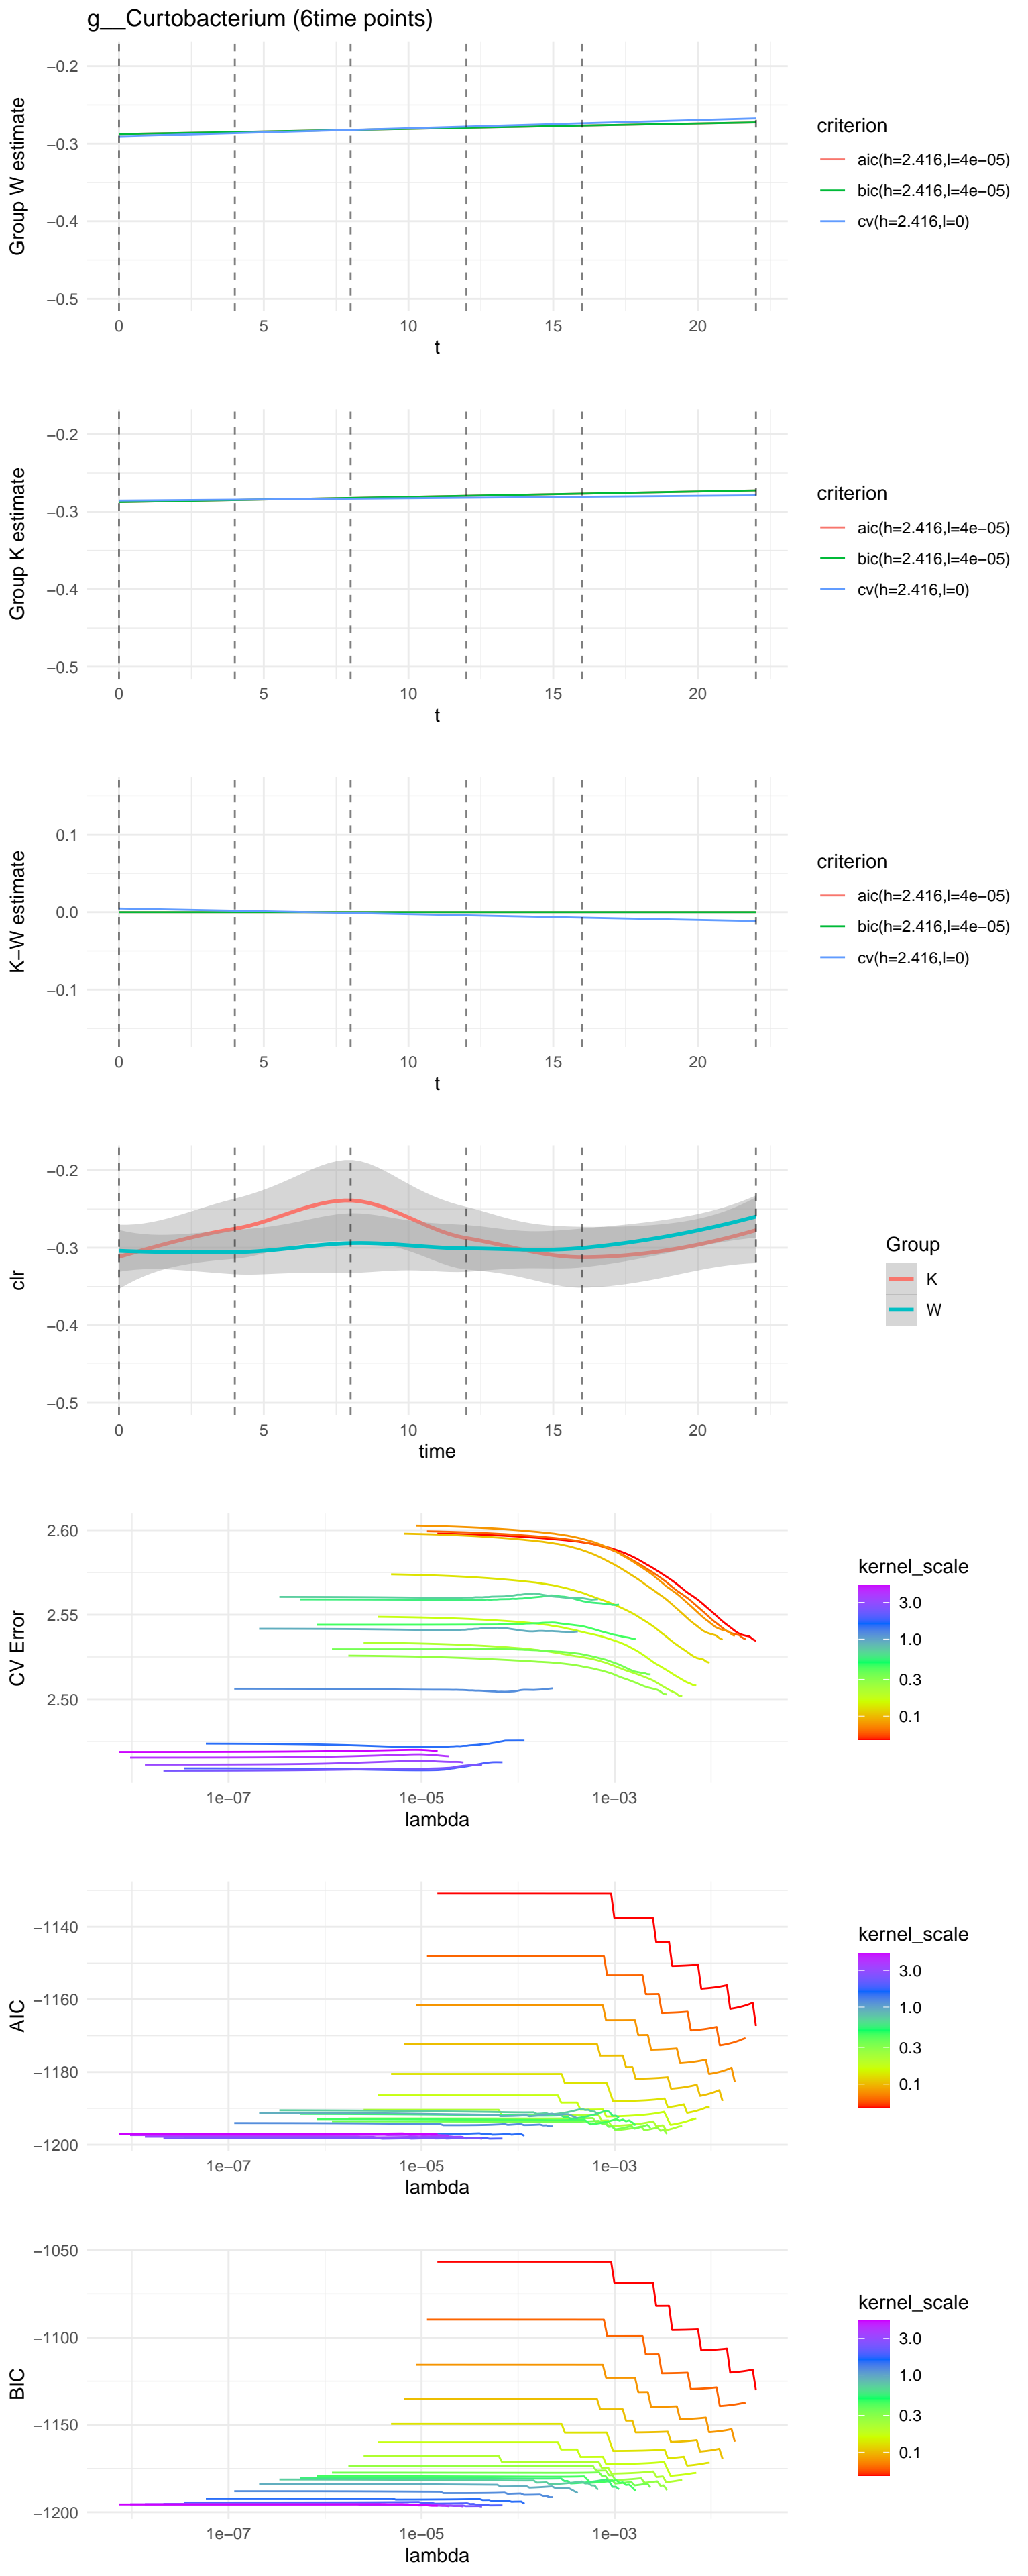 g__Curtobacterium (6time points)
Group W estimate
−0.2
−0.3
−0.4
−0.5
0 5 10 15 20
t
criterion
aic(h=2.416,l=4e−05)
bic(h=2.416,l=4e−05)
cv(h=2.416,l=0)
Group K estimate
−0.2
−0.3
−0.4
−0.5
0 5 10 15 20
t
criterion
aic(h=2.416,l=4e−05)
bic(h=2.416,l=4e−05)
cv(h=2.416,l=0)
K−W estimate
0.1
0.0
−0.1
0 5 10 15 20
t
criterion
aic(h=2.416,l=4e−05)
bic(h=2.416,l=4e−05)
cv(h=2.416,l=0)
clr
−0.2
−0.3
−0.4
−0.5
0 5 10 15 20
time
Group
K
W
CV Error
2.60
2.55
2.50
1e−07 1e−05 1e−03
lambda
kernel_scale
3.0
1.0
0.3
0.1
AIC
−1140
−1160
−1180
−1200
1e−07 1e−05 1e−03
lambda
kernel_scale
3.0
1.0
0.3
0.1
BIC
−1050
−1100
−1150
−1200
1e−07 1e−05 1e−03
lambda
kernel_scale
3.0
1.0
0.3
0.1